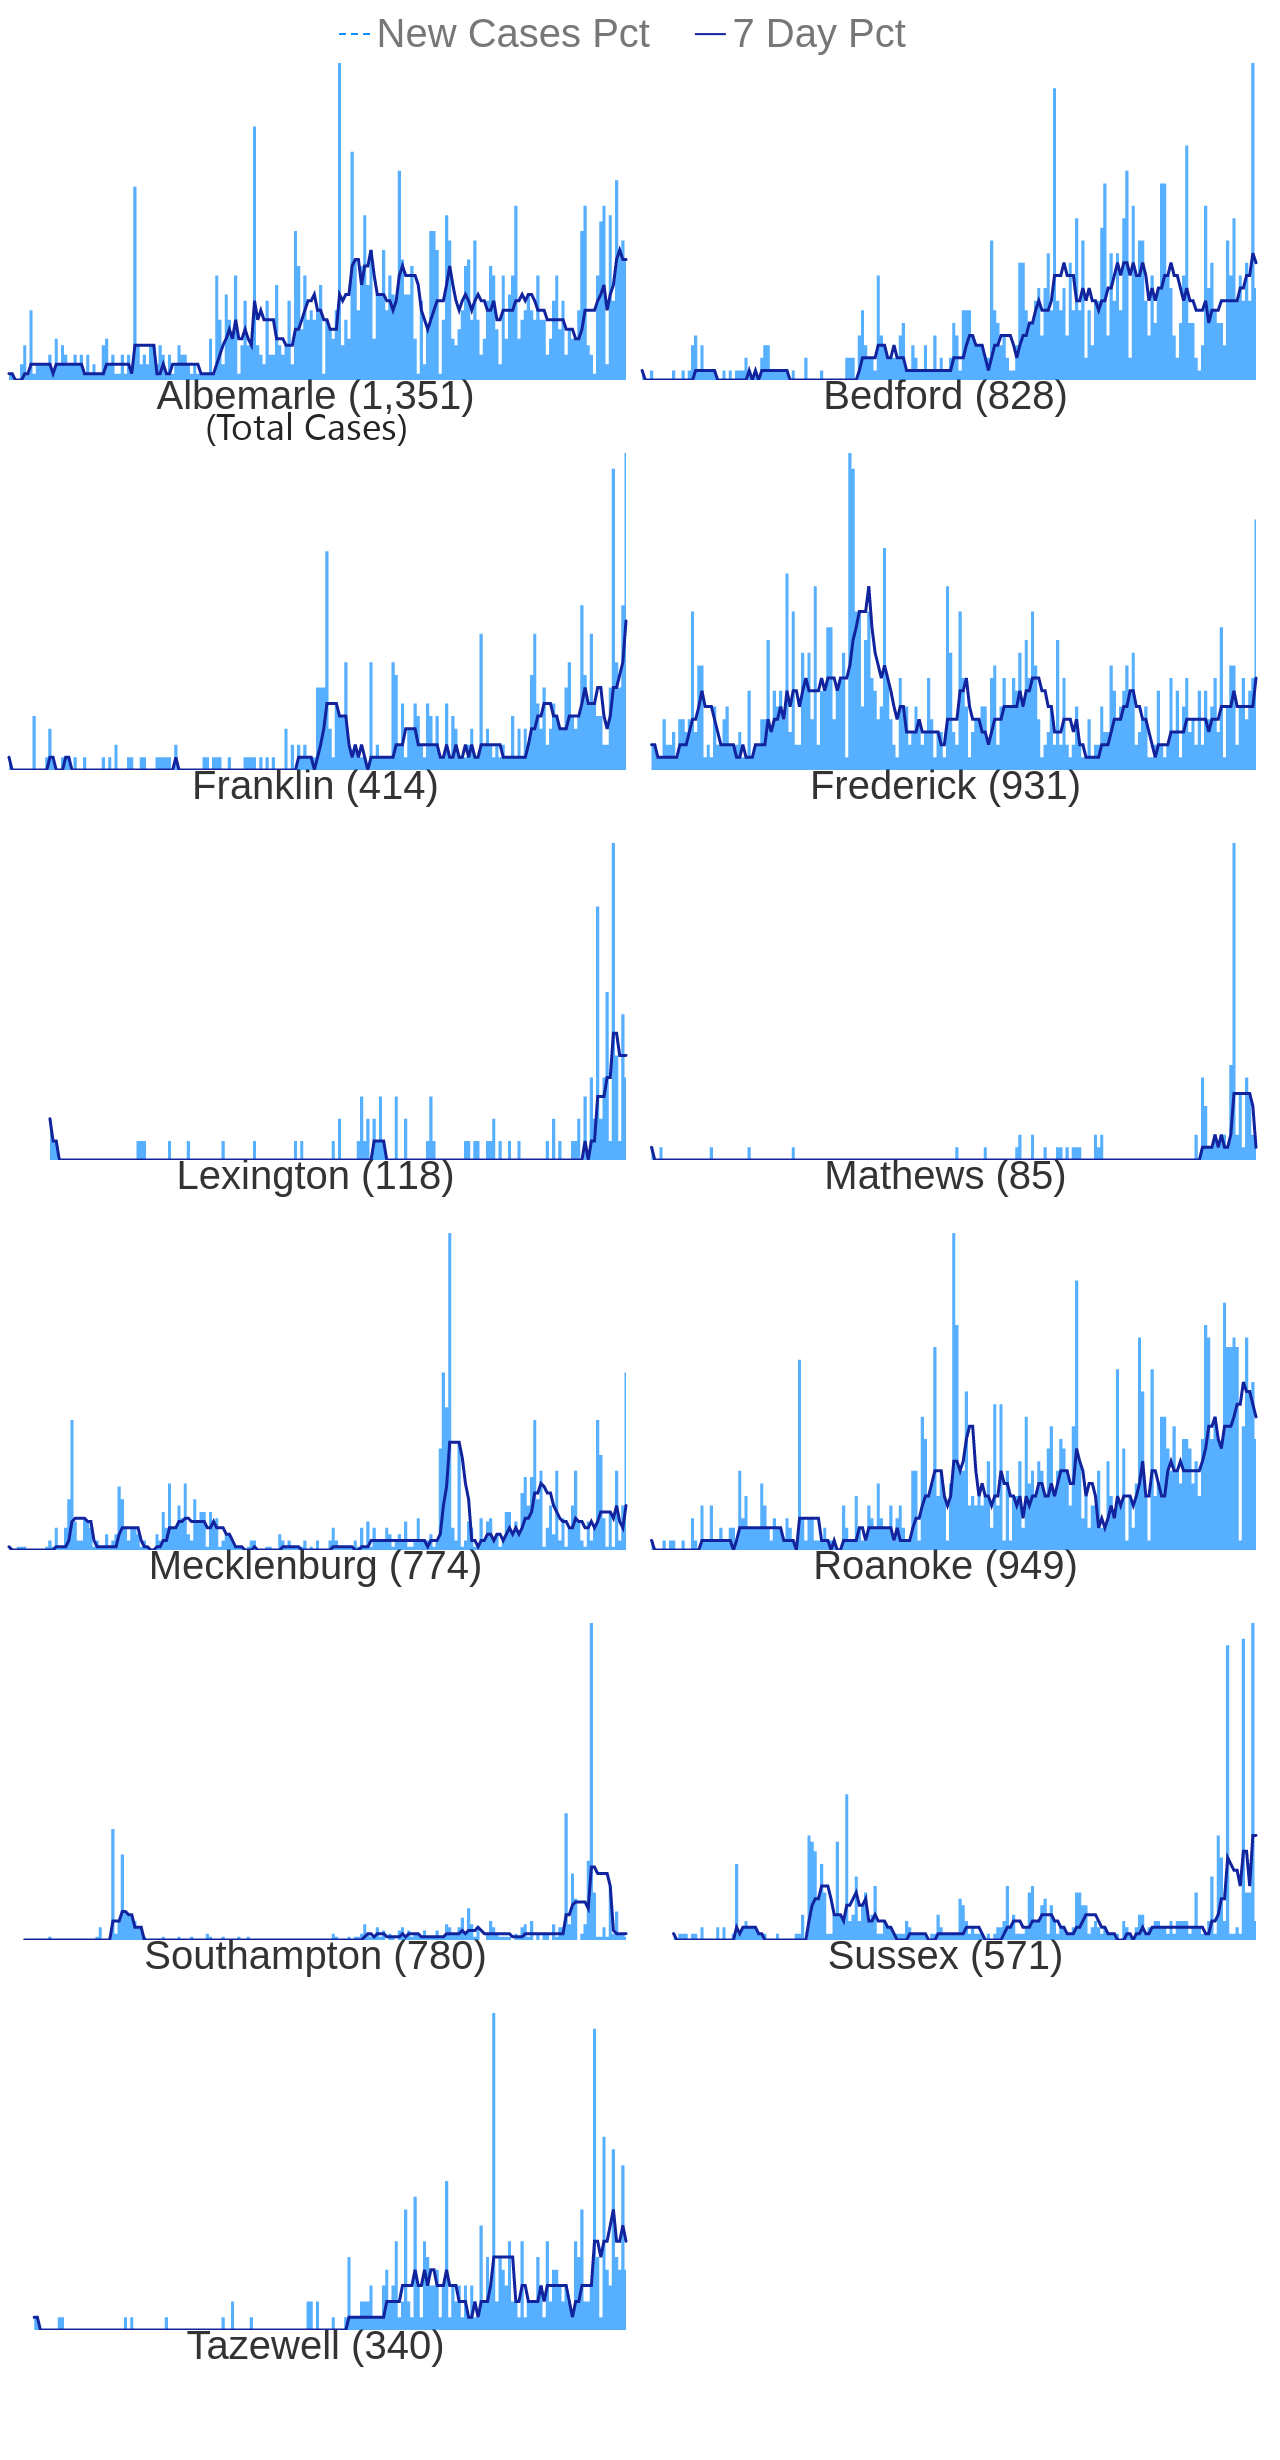 New Cases Pct 7 Day Pct
Albemarle (1,351) Bedford (828)
(Total Cases)
Franklin (414) Frederick (931)
Lexington (118) Mathews (85)
Mecklenburg (774) Roanoke (949)
Southampton (780) Sussex (571)
Tazewell (340)